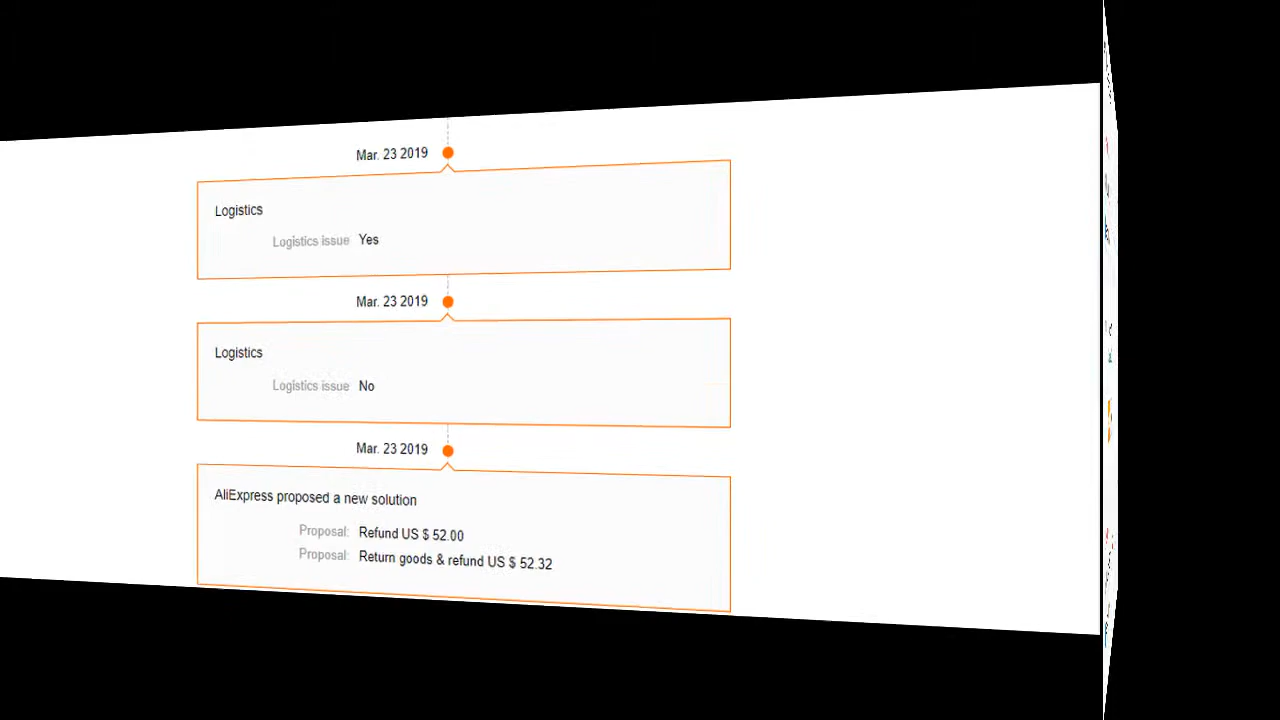 Mar. 23 2019
Logistics
Logistics issue Yes
Mar. 23 2019
Logistics
Logistics issue No
Mar. 23 2019
AliExpress proposed a new solution
Proposal: Refund US $ 52.00
Proposal: Return goods & refund US $ 52.32